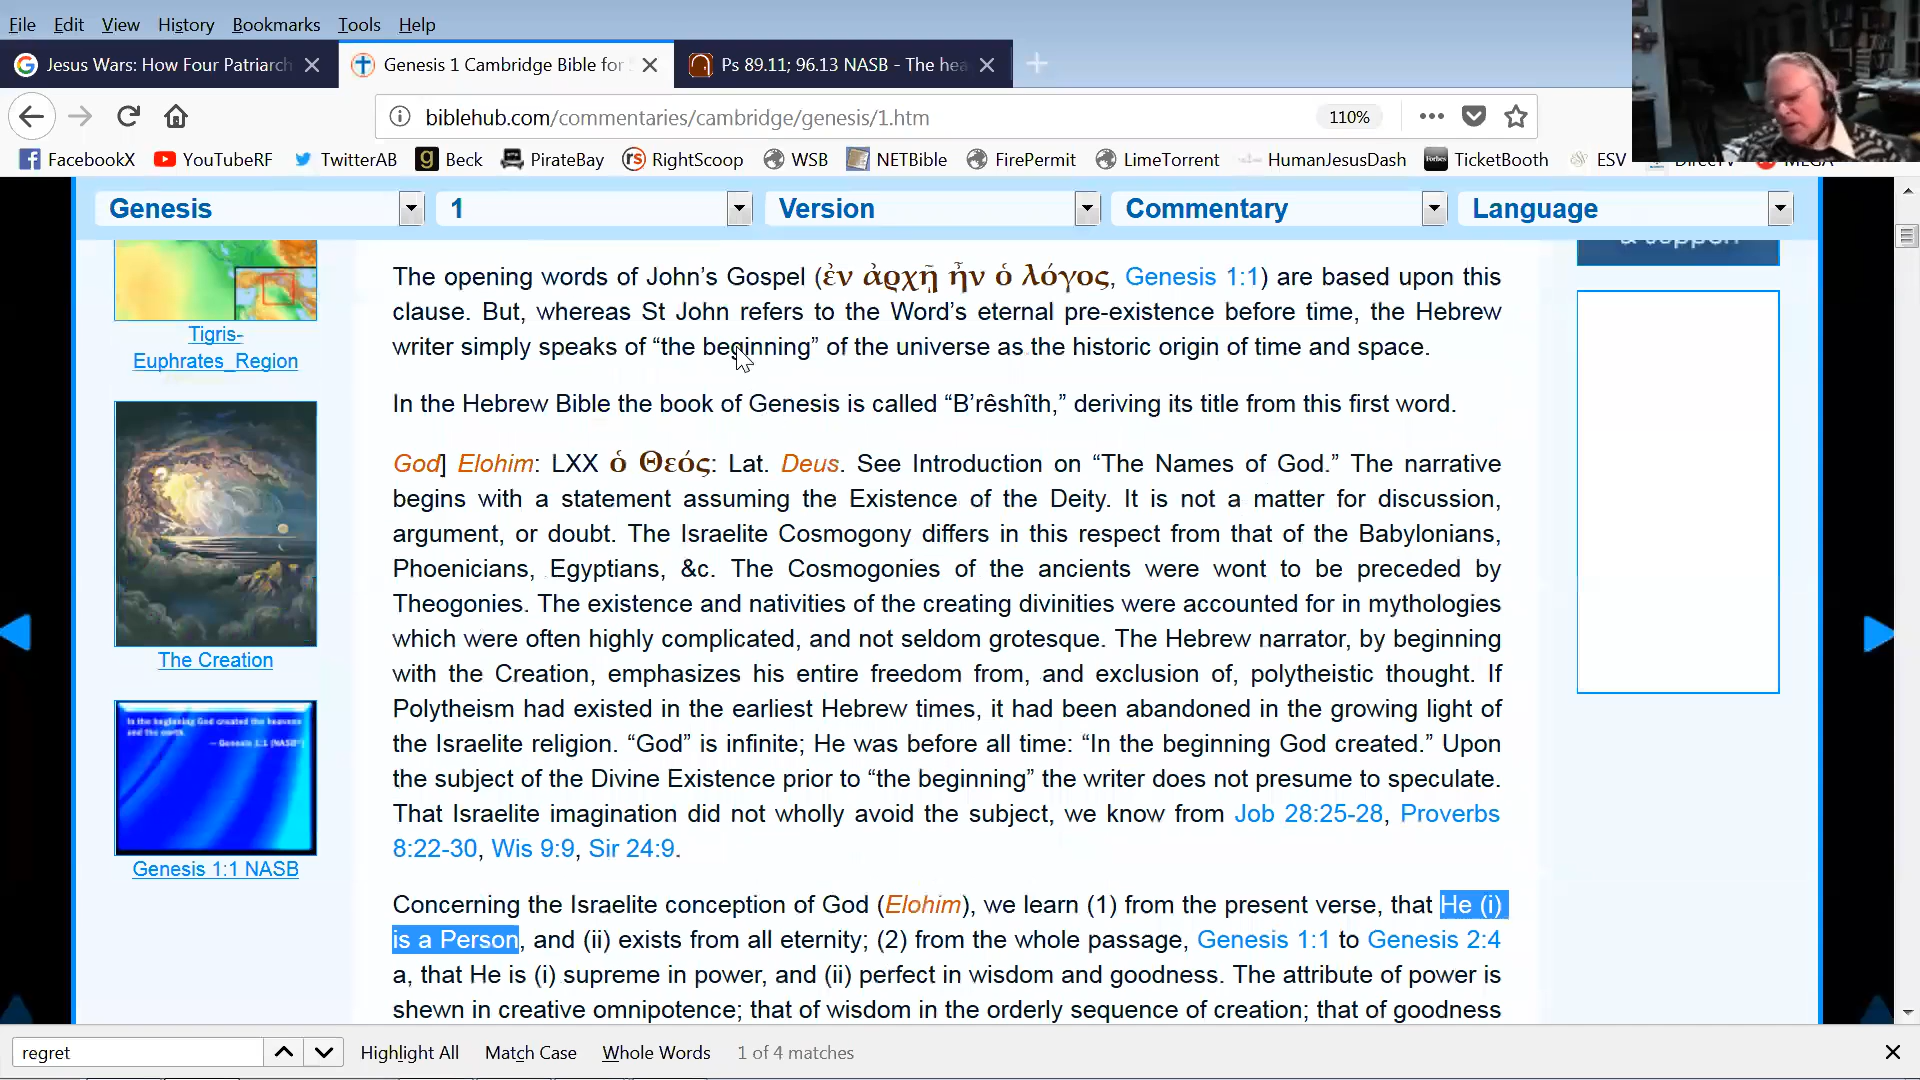 File Edit View History Bookmarks Tools Help
Jesus Wars: How Four Patriarch
Genesis 1 Cambridge Bible for
Ps 89.11; 96.13 NASB - The hea
biblehub.com/commentaries/cambridge/genesis/1.htm
110%
FacebookX YouTubeRF TwitterAB Beck PirateBay RightScoop WSB NETBible FirePermit LimeTorrent HumanJesusDash TicketBooth ESV
Genesis 1 Version Commentary Language
The opening words of John’s Gospel (ἐν ἀρχῇ ἦν ὁ λόγος, Genesis 1:1) are based upon this
clause. But, whereas St John refers to the Word’s eternal pre-existence before time, the Hebrew
writer simply speaks of “the beginning” of the universe as the historic origin of time and space.
In the Hebrew Bible the book of Genesis is called “B’rêshîth,” deriving its title from this first word.
God] Elohim: LXX ὁ Θεός: Lat. Deus. See Introduction on “The Names of God.” The narrative
begins with a statement assuming the Existence of the Deity. It is not a matter for discussion,
argument, or doubt. The Israelite Cosmogony differs in this respect from that of the Babylonians,
Phoenicians, Egyptians, &c. The Cosmogonies of the ancients were wont to be preceded by
Theogonies. The existence and nativities of the creating divinities were accounted for in mythologies
which were often highly complicated, and not seldom grotesque. The Hebrew narrator, by beginning
with the Creation, emphasizes his entire freedom from, and exclusion of, polytheistic thought. If
Polytheism had existed in the earliest Hebrew times, it had been abandoned in the growing light of
the Israelite religion. “God” is infinite; He was before all time: “In the beginning God created.” Upon
the subject of the Divine Existence prior to “the beginning” the writer does not presume to speculate.
That Israelite imagination did not wholly avoid the subject, we know from Job 28:25-28, Proverbs
8:22-30, Wis 9:9, Sir 24:9.
Concerning the Israelite conception of God (Elohim), we learn (1) from the present verse, that He (i)
is a Person, and (ii) exists from all eternity; (2) from the whole passage, Genesis 1:1 to Genesis 2:4
a, that He is (i) supreme in power, and (ii) perfect in wisdom and goodness. The attribute of power is
shewn in creative omnipotence; that of wisdom in the orderly sequence of creation; that of goodness
Tigris-
Euphrates_Region
The Creation
In the beginning God created the heavens
and the earth.
— Genesis 1:1 (NASB)
Genesis 1:1 NASB
regret Highlight All Match Case Whole Words 1 of 4 matches